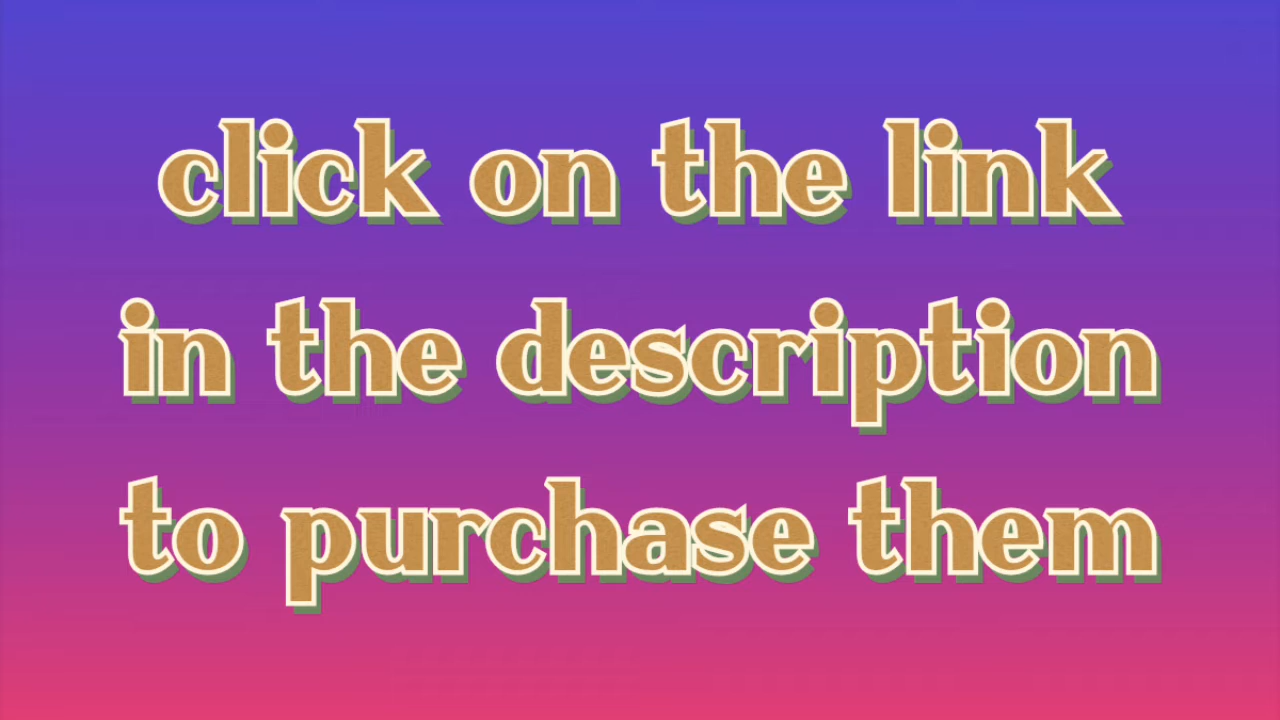 click on the link
in the description
to purchase them